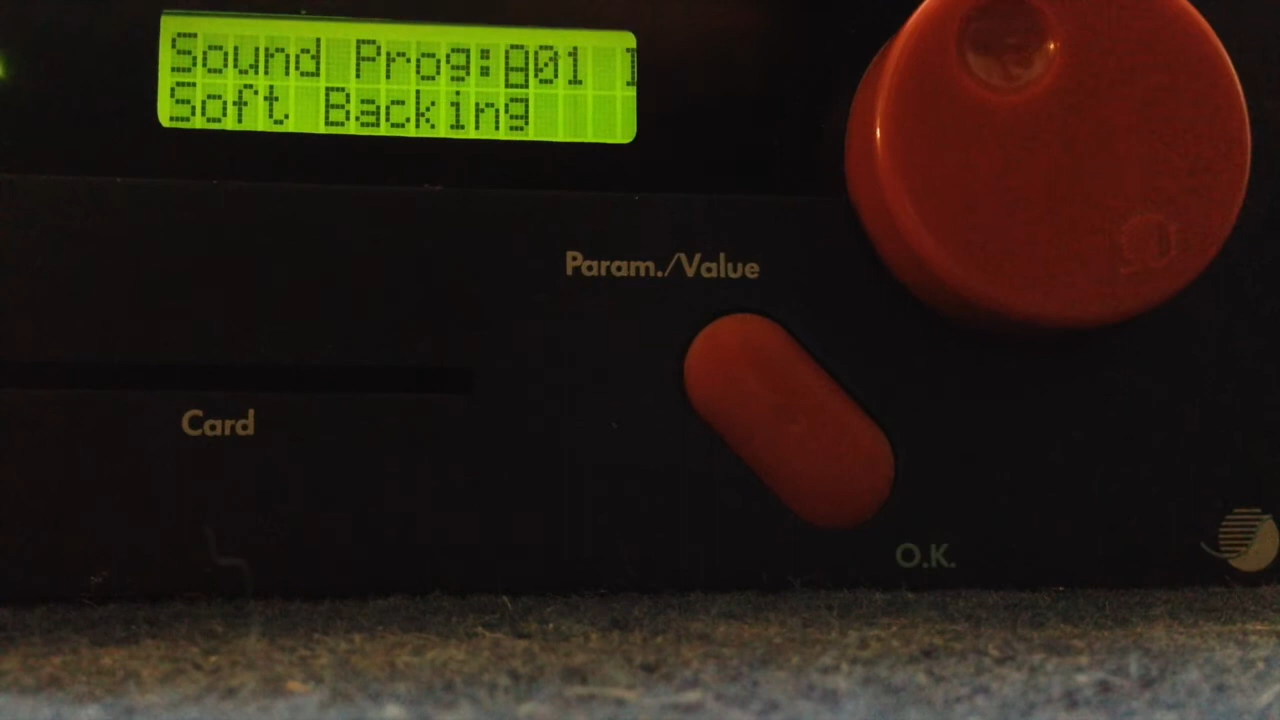 Sound Prog:001 I
Soft Backing
Param./Value
Card
O.K.